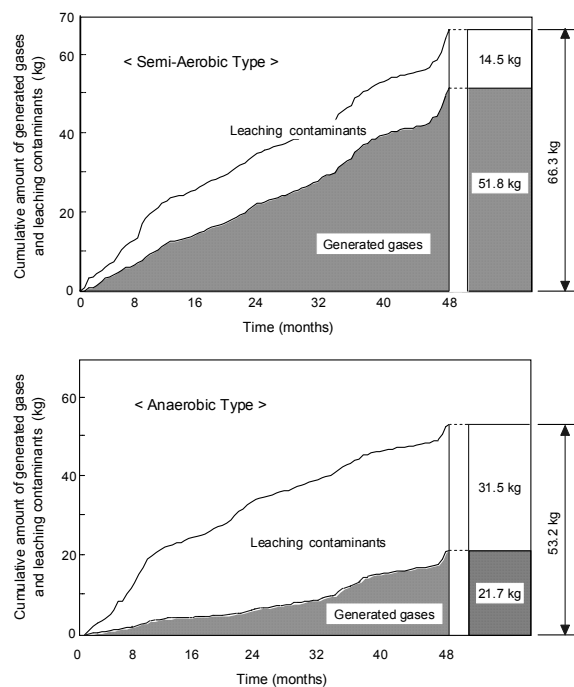 70
60
40
20
0
Cumulative amount of generated gases
and leaching contaminants (kg)
< Semi-Aerobic Type >
Leaching contaminants
Generated gases
14.5 kg
51.8 kg
66.3 kg
0 8 16 24 32 40 48
Time (months)
60
40
20
0
Cumulative amount of generated gases
and leaching contaminants (kg)
< Anaerobic Type >
Leaching contaminants
Generated gases
31.5 kg
21.7 kg
53.2 kg
0 8 16 24 32 40 48
Time (months)